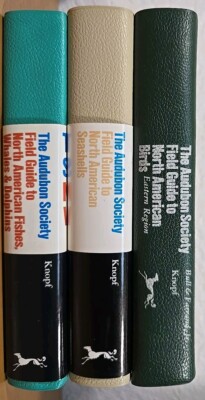 The Audubon Society
Field Guide to
North American Fishes,
Whales & Dolphins
Knopf
The Audubon Society
Field Guide to
North American
Seashells
Knopf
The Audubon Society
Field Guide to
North American
Birds
Eastern Region
Bull & Farrand, Jr.
Knopf